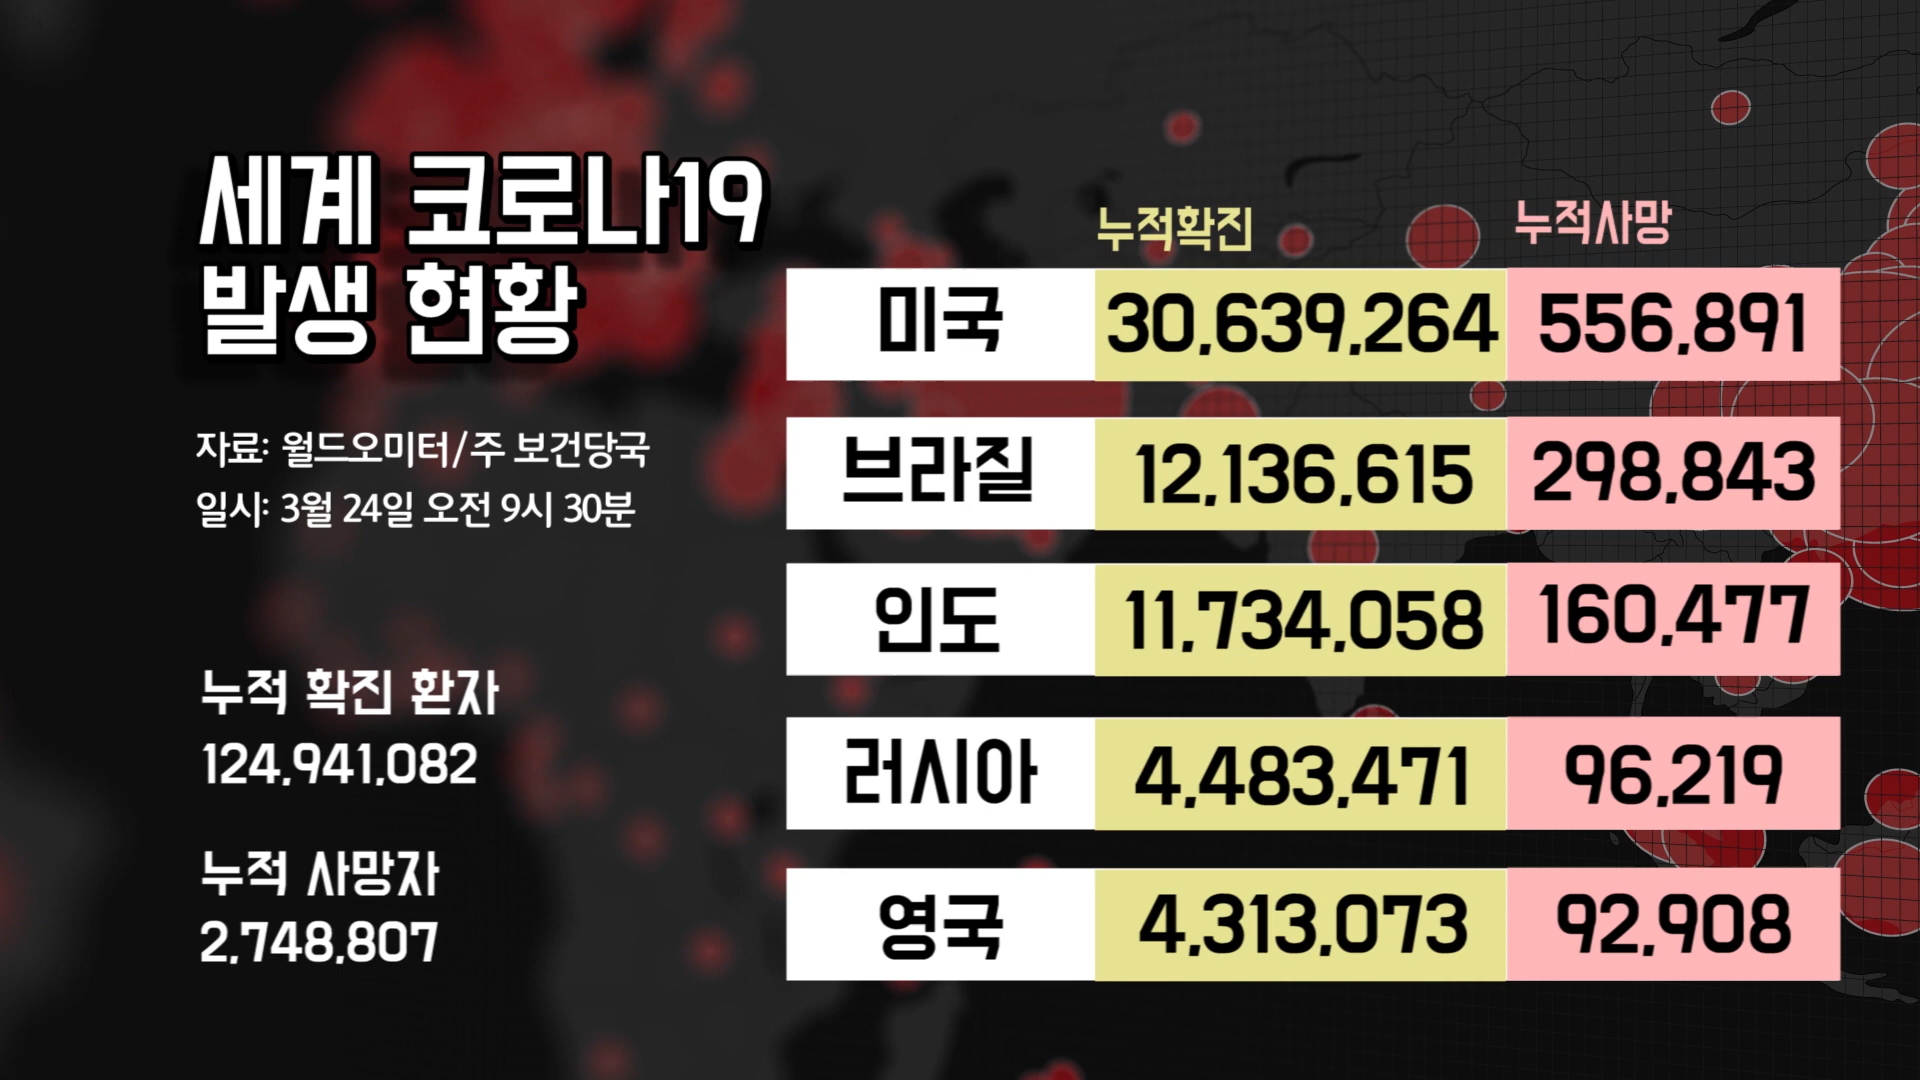 세계 코로나19
발생 현황
자료: 월드오미터/주 보건당국
일시: 3월 24일 오전 9시 30분
누적 확진 환자
124,941,082
누적 사망자
2,748,807
누적확진 누적사망
미국 30,639,264 556,891
브라질 12,136,615 298,843
인도 11,734,058 160,477
러시아 4,483,471 96,219
영국 4,313,073 92,908